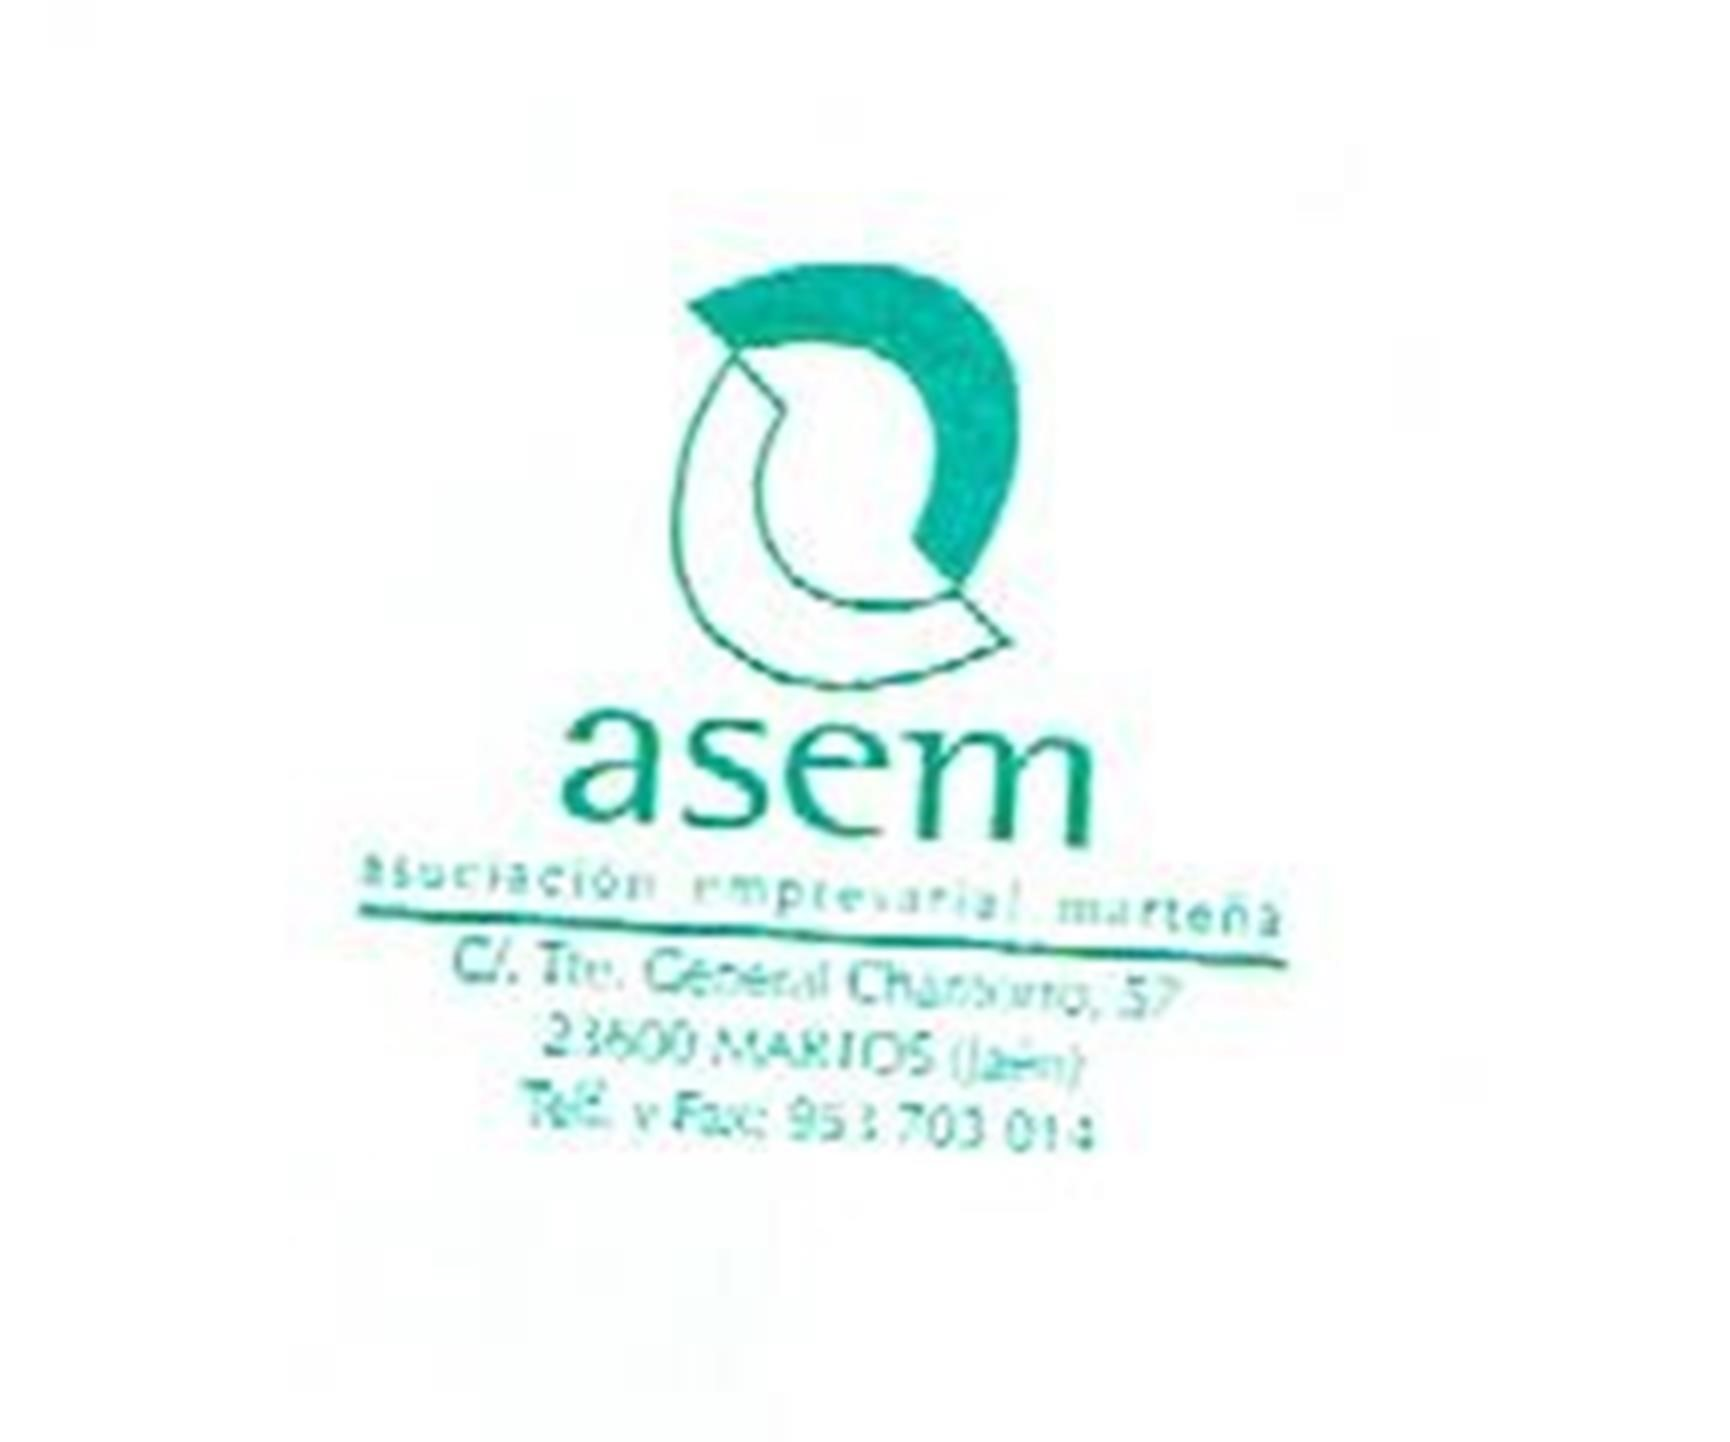 asem
asociación empresarial marteña
C/. Tte. General Chamorro, 57
23600 MARTOS (Jaén)
Telf. y Fax: 953 703 014